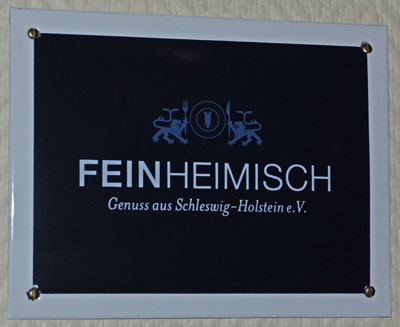 FEINHEIMISCH
Genuss aus Schleswig-Holstein e.V.